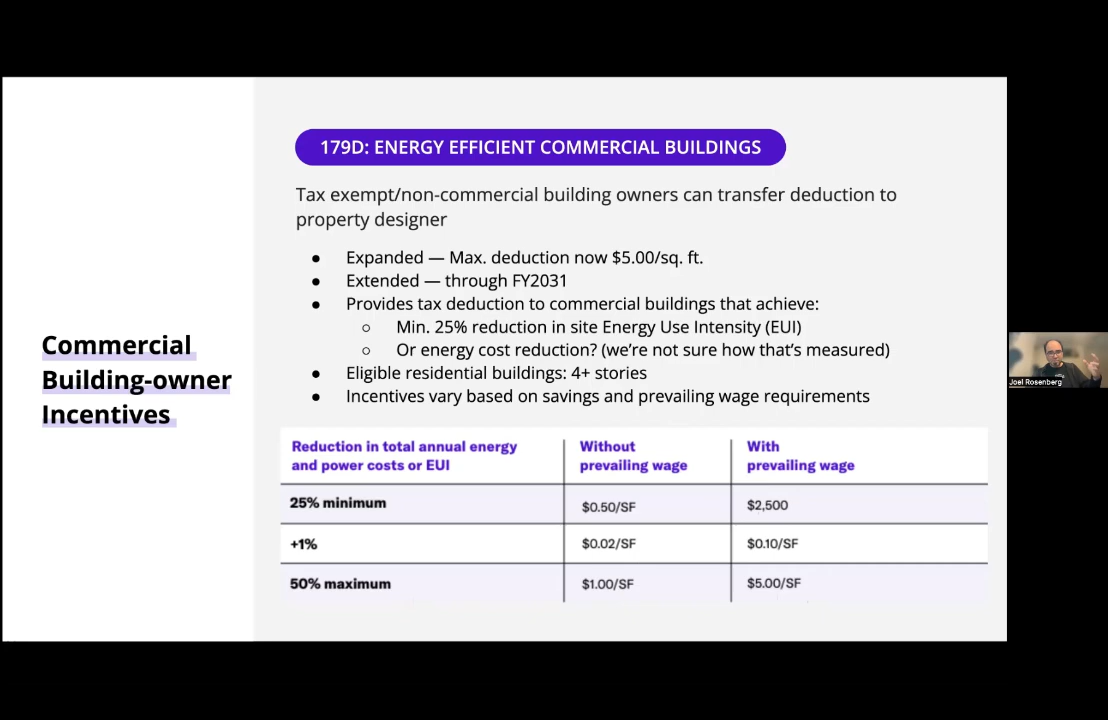 Commercial
Building-owner
Incentives
179D: ENERGY EFFICIENT COMMERCIAL BUILDINGS
Tax exempt/non-commercial building owners can transfer deduction to
property designer
● Expanded — Max. deduction now $5.00/sq. ft.
● Extended — through FY2031
● Provides tax deduction to commercial buildings that achieve:
○ Min. 25% reduction in site Energy Use Intensity (EUI)
○ Or energy cost reduction? (we're not sure how that's measured)
● Eligible residential buildings: 4+ stories
● Incentives vary based on savings and prevailing wage requirements
Reduction in total annual energy and power costs or EUI | Without prevailing wage | With prevailing wage
25% minimum | $0.50/SF | $2,500
+1% | $0.02/SF | $0.10/SF
50% maximum | $1.00/SF | $5.00/SF
Joel Rosenberg